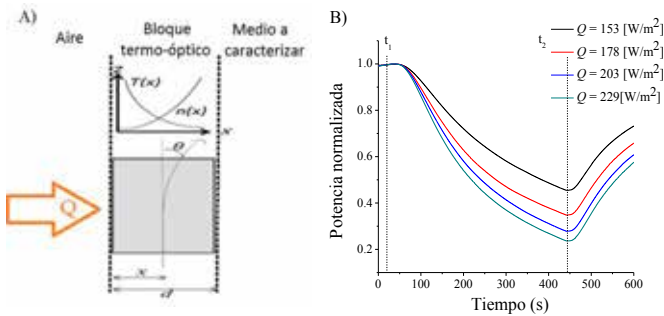 A)
Aire
Bloque
termo-óptico
Medio a
caracterizar
T(x)
n(x)
x
θ
Q
x
d
B)
t1
t2
Q = 153 [W/m²]
Q = 178 [W/m²]
Q = 203 [W/m²]
Q = 229[W/m²]
Potencia normalizada
1.0
0.8
0.6
0.4
0.2
0
100
200
300
400
500
600
Tiempo (s)